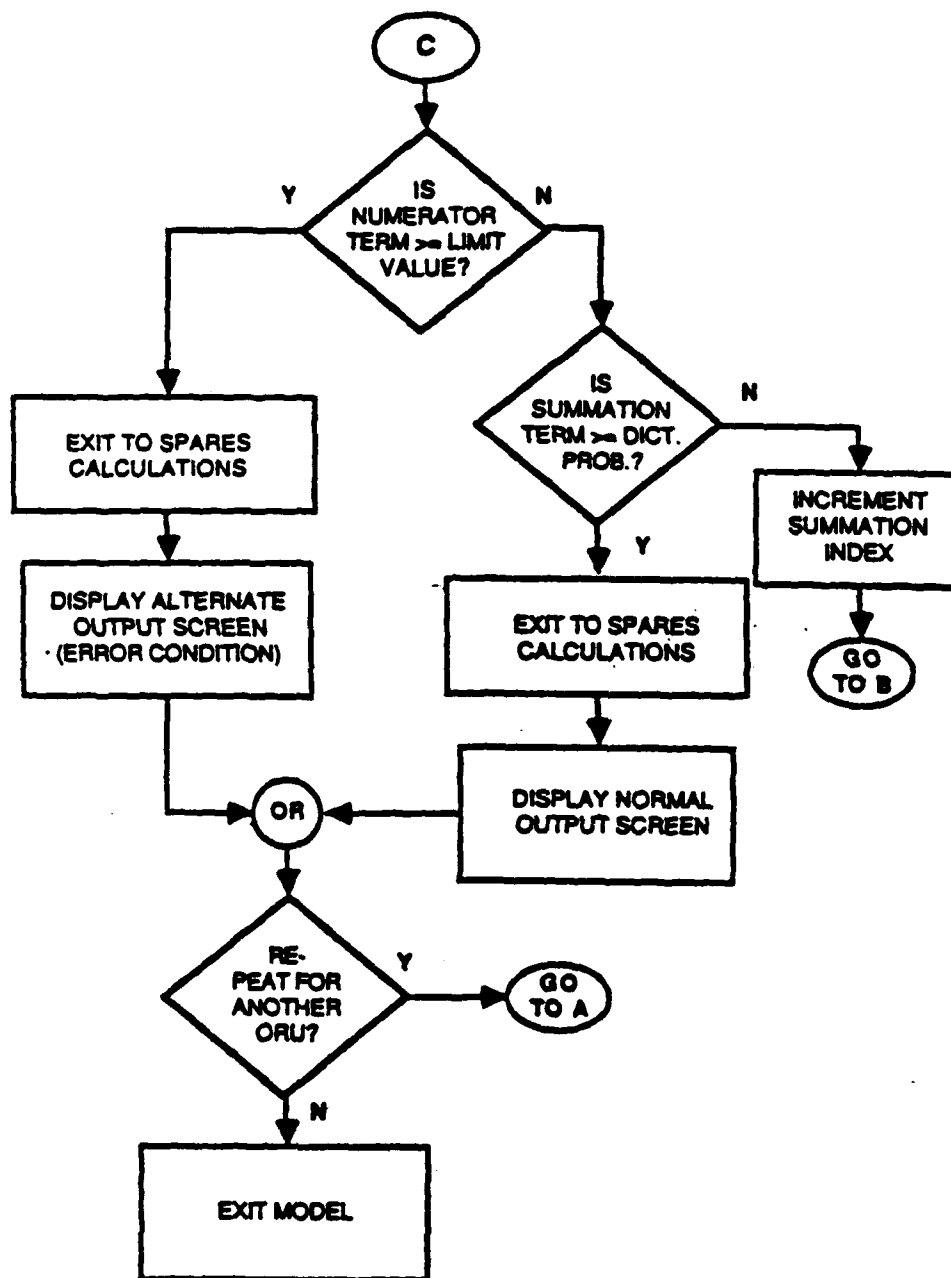 C
Y
N
IS
NUMERATOR
TERM >= LIMIT
VALUE?
IS
SUMMATION
TERM >= DICT.
PROB.?
N
Y
EXIT TO SPARES
CALCULATIONS
INCREMENT
SUMMATION
INDEX
DISPLAY ALTERNATE
OUTPUT SCREEN
(ERROR CONDITION)
EXIT TO SPARES
CALCULATIONS
GO
TO B
OR
DISPLAY NORMAL
OUTPUT SCREEN
RE-
PEAT FOR
ANOTHER
ORU?
Y
GO
TO A
N
EXIT MODEL